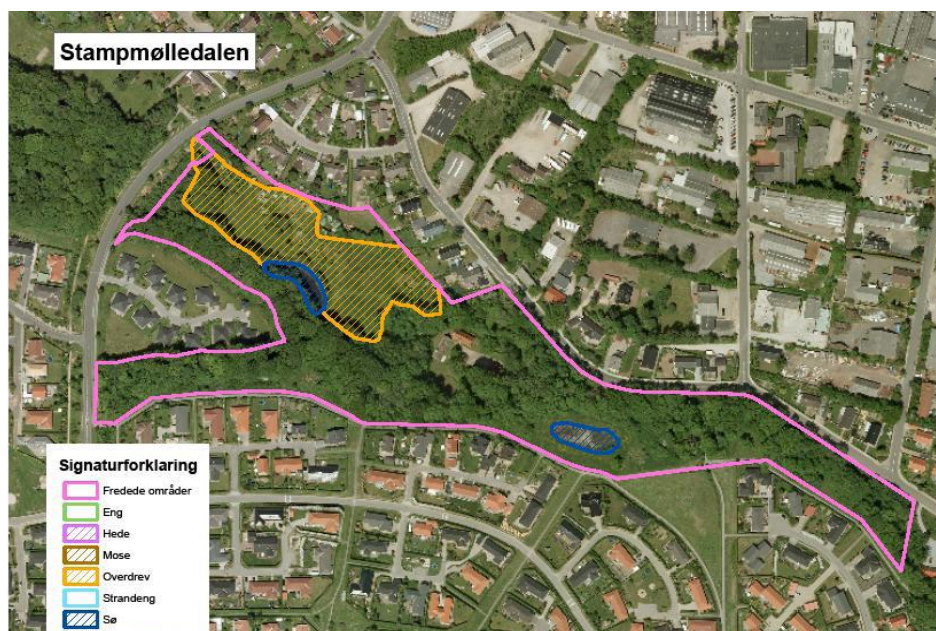 Stampmølledalen
Signaturforklaring
Fredede områder
Eng
Hede
Mose
Overdrev
Strandeng
Sø